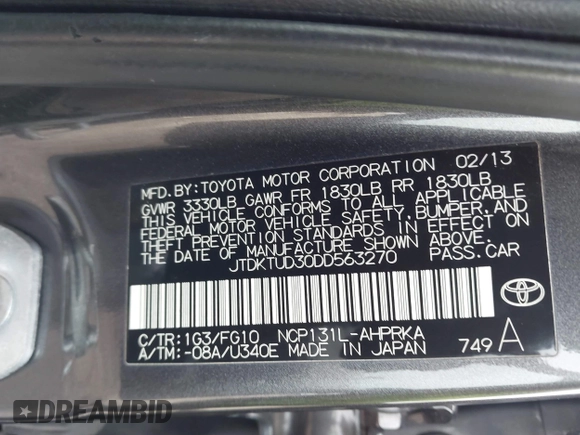 MFD. BY: TOYOTA MOTOR CORPORATION 02/13
GVWR 3330LB GAWR FR 1830LB RR 1830LB
THIS VEHICLE CONFORMS TO ALL APPLICABLE
FEDERAL MOTOR VEHICLE SAFETY, BUMPER, AND
THEFT PREVENTION STANDARDS IN EFFECT ON
THE DATE OF MANUFACTURE SHOWN ABOVE.
JTDKTUD30DD563270 PASS. CAR
TOYOTA
C/TR: 1G3/FG10 NCP131L-AHPRKA
A/TM: -08A/U340E MADE IN JAPAN 749 A
DREAMBID